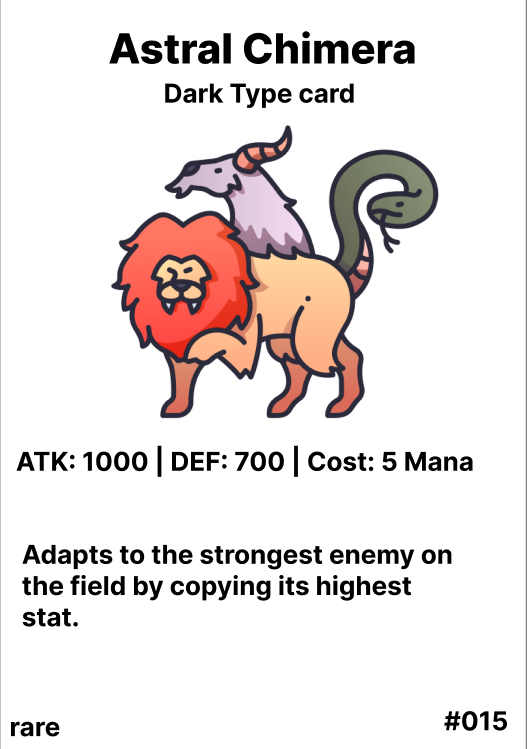 Astral Chimera
Dark Type card
ATK: 1000 | DEF: 700 | Cost: 5 Mana
Adapts to the strongest enemy on
the field by copying its highest
stat.
rare
#015